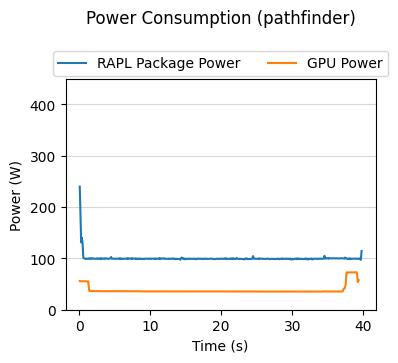 Power Consumption (pathfinder)
RAPL Package Power GPU Power
400
300
200
100
0
Power (W)
0 10 20 30 40
Time (s)